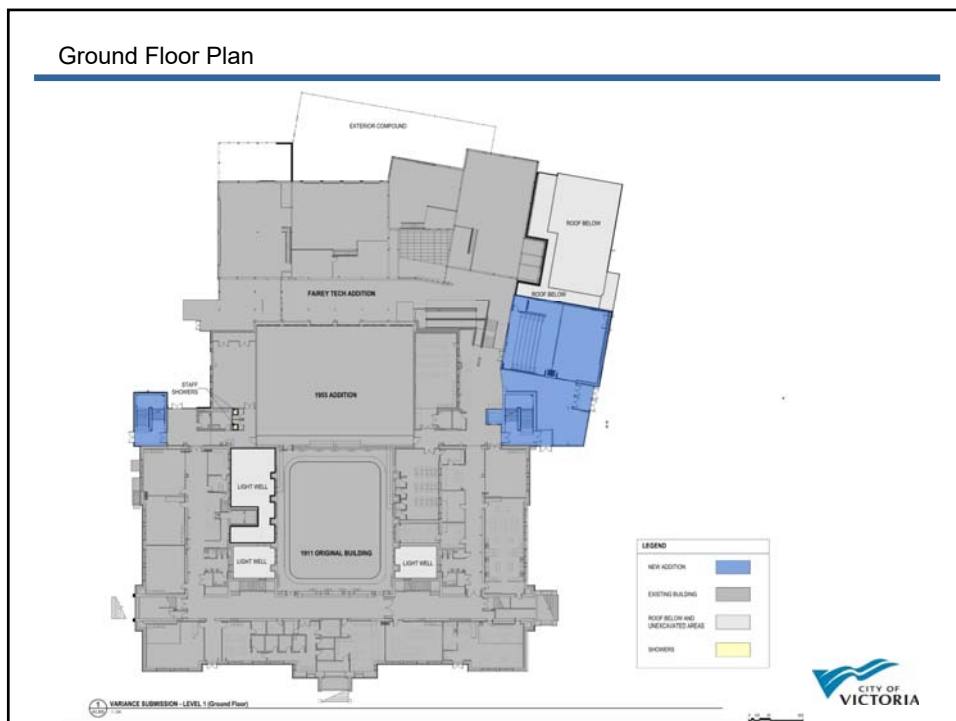 Ground Floor Plan
EXTERIOR COMPOUND
ROOF BELOW
FAIREY TECH ADDITION
ROOF BELOW
STAFF
SHOWERS
1953 ADDITION
LIGHT WELL
1911 ORIGINAL BUILDING
LIGHT WELL
LIGHT WELL
LEGEND
NEW ADDITION
EXISTING BUILDING
ROOF BELOW AND
UNEXCAVATED AREAS
SHOWERS
1
VARIANCE SUBMISSION - LEVEL 1 (Ground Floor)
CITY OF
VICTORIA